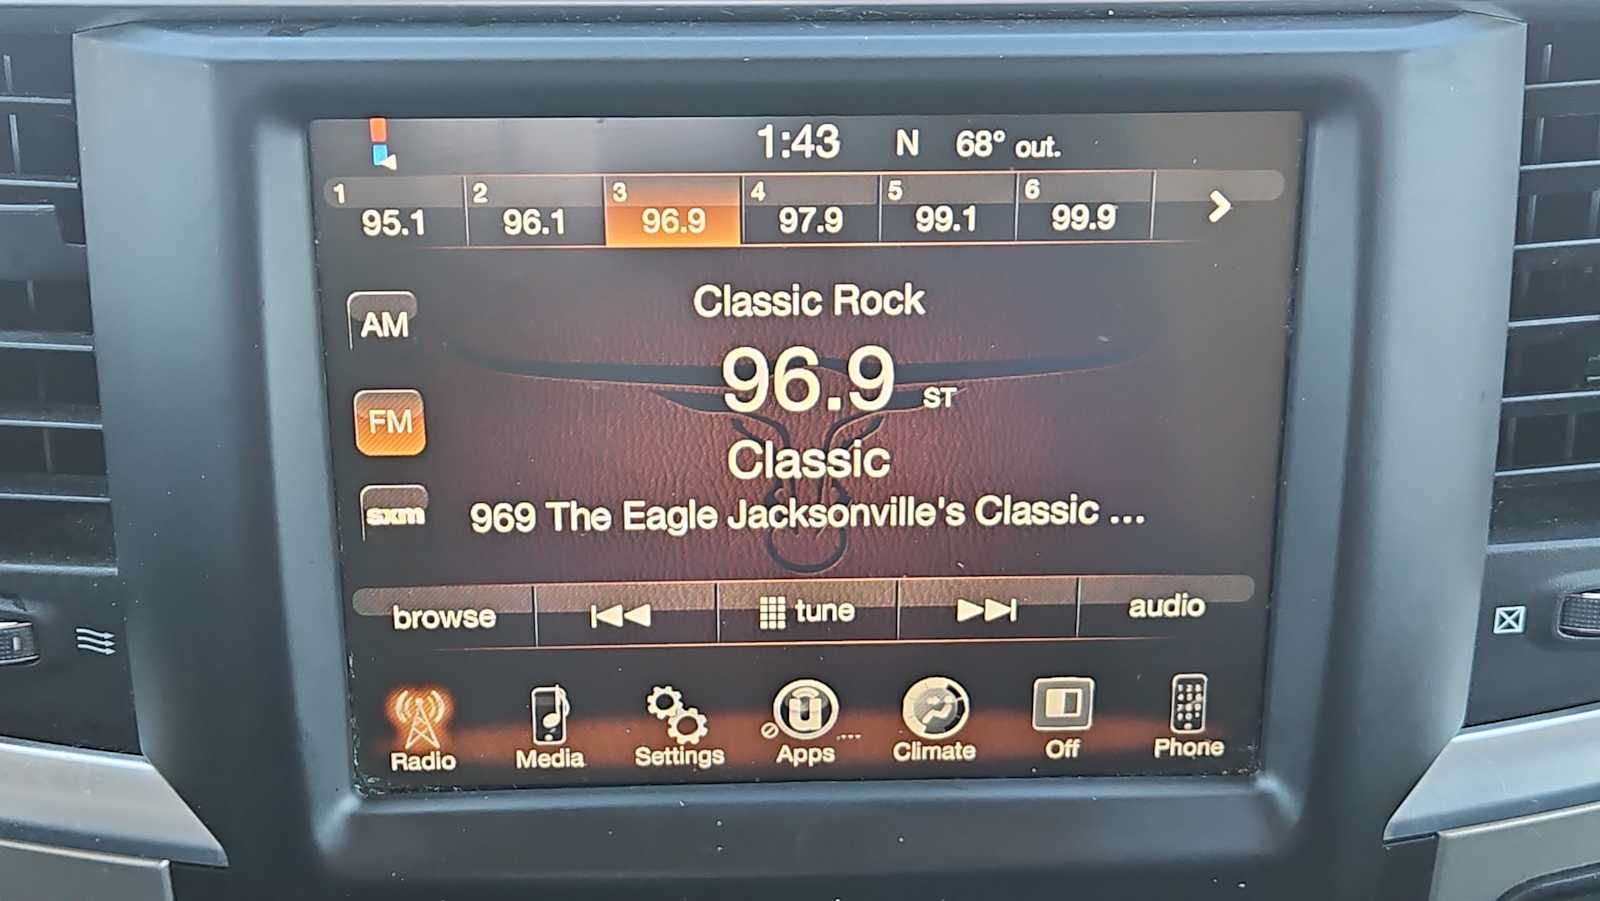 1:43 N 68° out.
1 2 3 4 5 6
95.1 96.1 96.9 97.9 99.1 99.9
Classic Rock
AM
96.9 ST
FM
Classic
sxm
969 The Eagle Jacksonville's Classic ...
browse tune audio
Radio Media Settings Apps Climate Off Phone